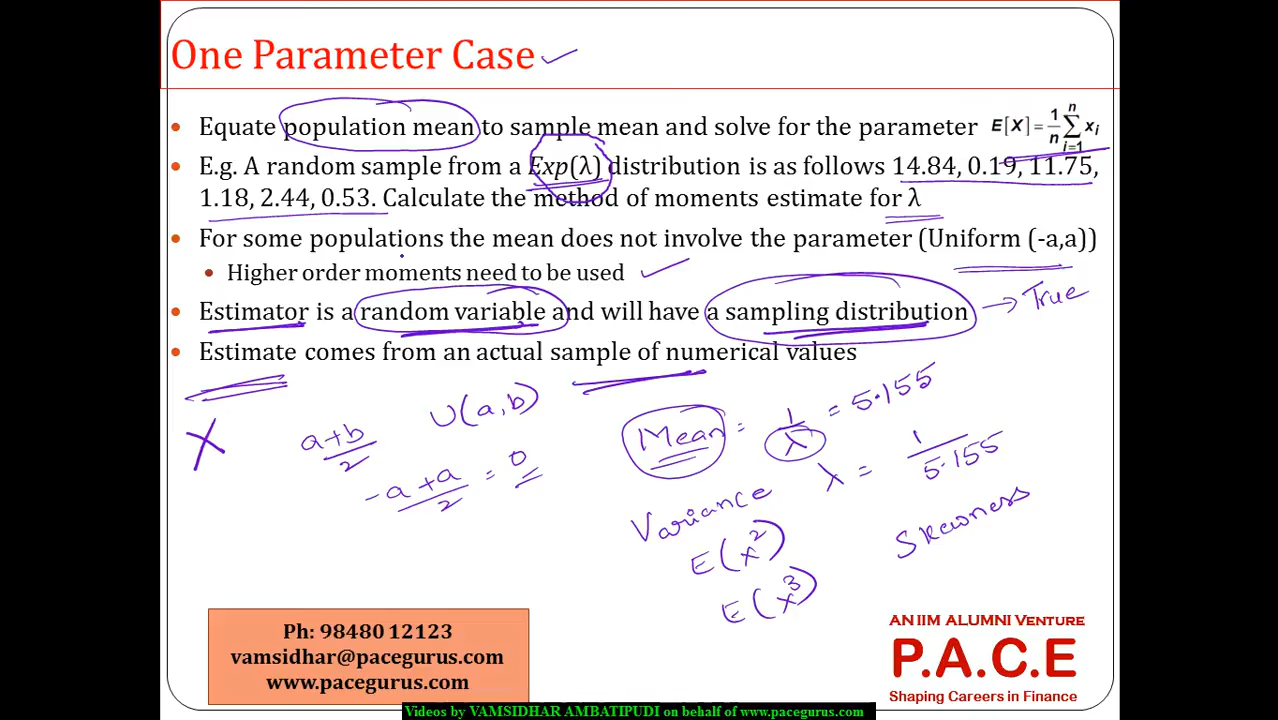 One Parameter Case
• Equate population mean to sample mean and solve for the parameter E[X] = 1/n ∑ i=1 n xi
• E.g. A random sample from a Exp(λ) distribution is as follows 14.84, 0.19, 11.75,
1.18, 2.44, 0.53. Calculate the method of moments estimate for λ
• For some populations the mean does not involve the parameter (Uniform (-a,a))
• Higher order moments need to be used
• Estimator is a random variable and will have a sampling distribution → True
• Estimate comes from an actual sample of numerical values
X
a+b/2
U(a,b)
-a+a/2 = 0
Mean = 1/λ = 5.155
λ = 1/5.155
Variance
Skewness
E(x²)
E(x³)
Ph: 98480 12123
vamsidhar@pacegurus.com
www.pacegurus.com
AN IIM ALUMNI VENTURE
P.A.C.E
Shaping Careers in Finance
Videos by VAMSIDHAR AMBATIPUDI on behalf of www.pacegurus.com